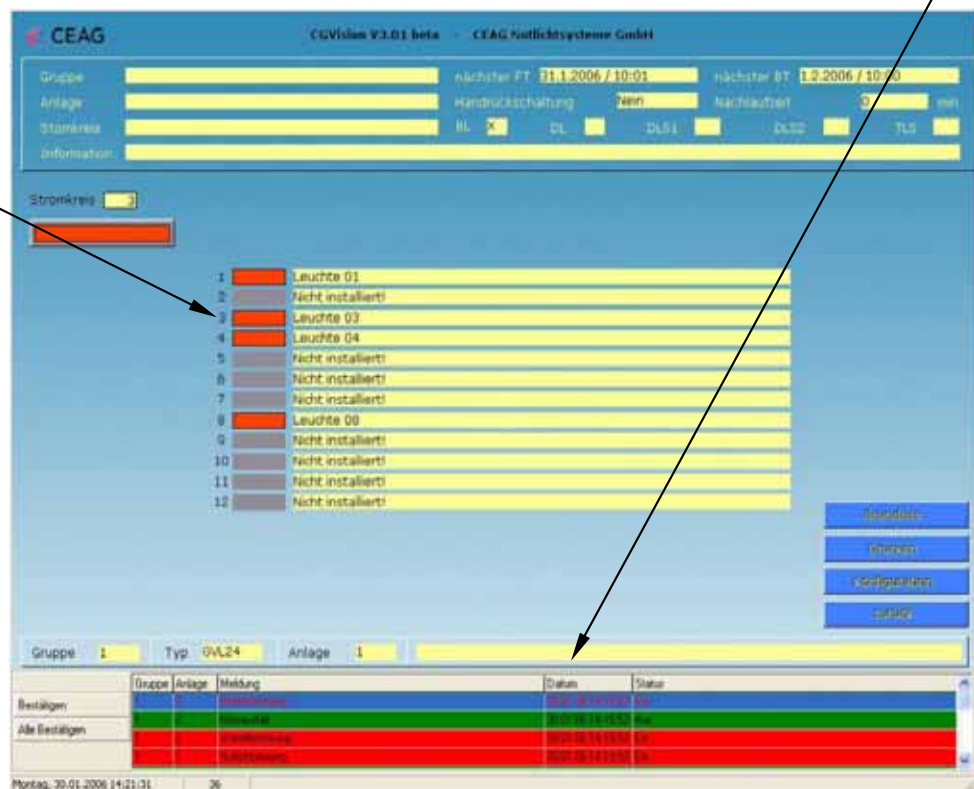 CEAG
CGVision V3.01 beta - CEAG Notlichtsysteme GmbH
Gruppe
nächster FT 31.1.2006 / 10:01
nächster BT 1.2.2006 / 10:00
Anlage
Handrückschaltung Nein
Nachlaufzeit 0 min
Stromkreis
BL X DL DLS1 DLS2 TLS
Information
Stromkreis 3
1 Leuchte 01
2 Nicht installiert!
3 Leuchte 03
4 Leuchte 04
5 Nicht installiert!
6 Nicht installiert!
7 Nicht installiert!
8 Leuchte 08
9 Nicht installiert!
10 Nicht installiert!
11 Nicht installiert!
12 Nicht installiert!
Grundriss
Drucken
Konfiguration
zurück
Gruppe 1 Typ GVL24 Anlage 1
Gruppe Anlage Meldung Datum Status
Bestätigen
Alle Bestätigen
Montag, 30.01.2006 14:21:31 36